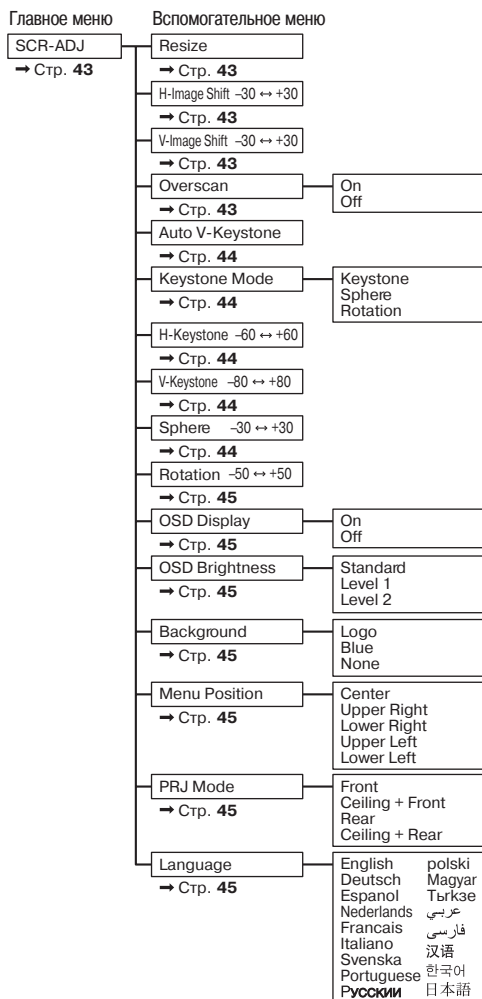 Главное меню Вспомогательное меню
SCR-ADJ
→ Стр. 43
Resize
→ Стр. 43
H-Image Shift –30 ↔ +30
→ Стр. 43
V-Image Shift –30 ↔ +30
→ Стр. 43
Overscan
→ Стр. 43
On
Off
Auto V-Keystone
→ Стр. 44
Keystone Mode
→ Стр. 44
Keystone
Sphere
Rotation
H-Keystone –60 ↔ +60
→ Стр. 44
V-Keystone –80 ↔ +80
→ Стр. 44
Sphere –30 ↔ +30
→ Стр. 44
Rotation –50 ↔ +50
→ Стр. 45
OSD Display
→ Стр. 45
On
Off
OSD Brightness
→ Стр. 45
Standard
Level 1
Level 2
Background
→ Стр. 45
Logo
Blue
None
Menu Position
→ Стр. 45
Center
Upper Right
Lower Right
Upper Left
Lower Left
PRJ Mode
→ Стр. 45
Front
Ceiling + Front
Rear
Ceiling + Rear
Language
→ Стр. 45
English polski
Deutsch Magyar
Espanol Тьrkзe
Nederlands عربي
Francais فارسی
Italiano 汉语
Svenska 한국어
Portuguese 日本語
Русскии